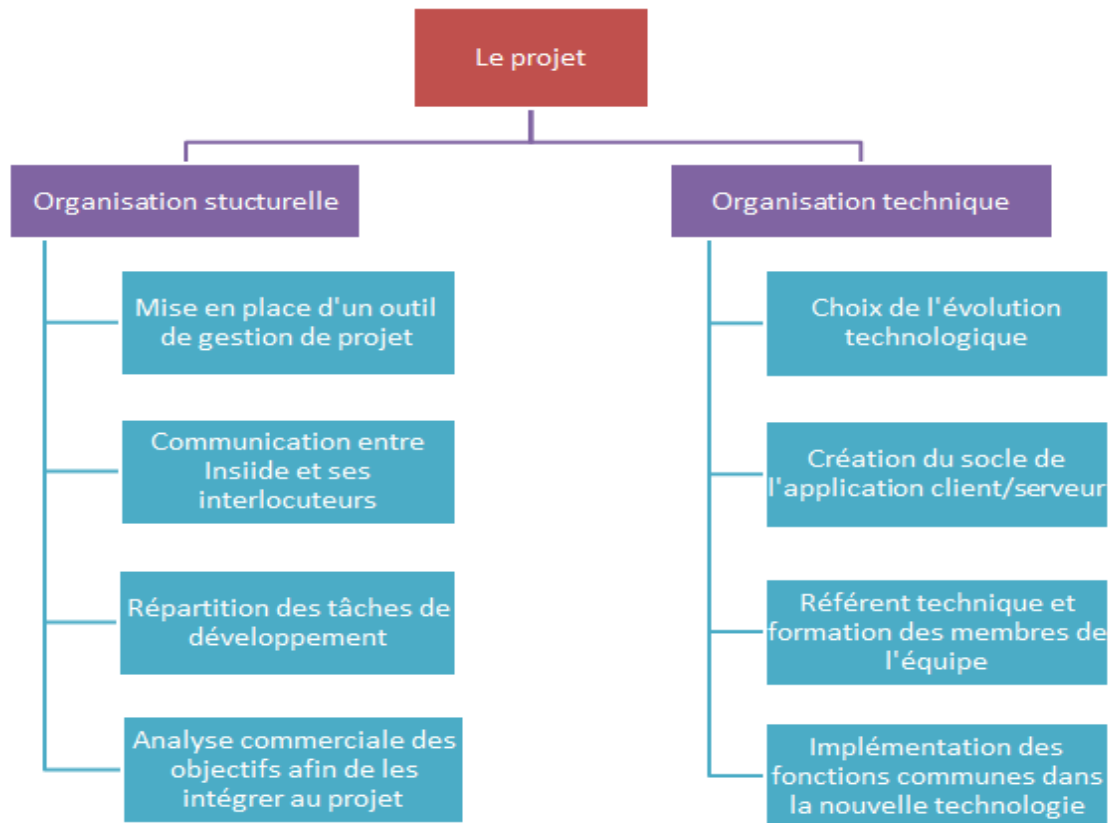 Le projet
Organisation stucturelle
Mise en place d'un outil
de gestion de projet
Communication entre
Insiide et ses
interlocuteurs
Répartition des tâches de
développement
Analyse commerciale des
objectifs afin de les
intégrer au projet
Organisation technique
Choix de l'évolution
technologique
Création du socle de
l'application client/serveur
Référent technique et
formation des membres de
l'équipe
Implémentation des
fonctions communes dans
la nouvelle technologie